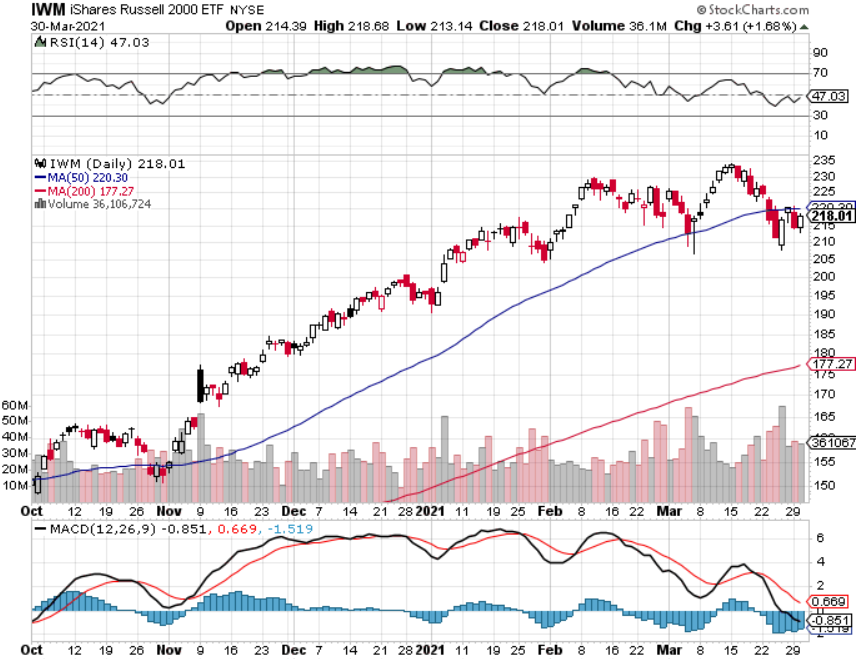 IWM iShares Russell 2000 ETF NYSE © StockCharts.com
30-Mar-2021 Open 214.39 High 218.68 Low 213.14 Close 218.01 Volume 36.1M Chg +3.61 (+1.68%)
RSI(14) 47.03
90
70
47.03
30
10
IWM (Daily) 218.01
MA(50) 220.30
MA(200) 177.27
Volume 36,106,724
235
230
225
220.30
218.01
215
210
205
200
195
190
185
180
177.27
175
170
165
361067
155
150
60M
50M
40M
30M
20M
10M
Oct 12 19 26 Nov 9 16 23 Dec 7 14 21 28 2021 11 19 25 Feb 8 16 22 Mar 8 15 22 29
MACD(12,26,9) -0.851, 0.669, -1.519
6
4
2
0.669
-0.851
-1.519
Oct 12 19 26 Nov 9 16 23 Dec 7 14 21 28 2021 11 19 25 Feb 8 16 22 Mar 8 15 22 29